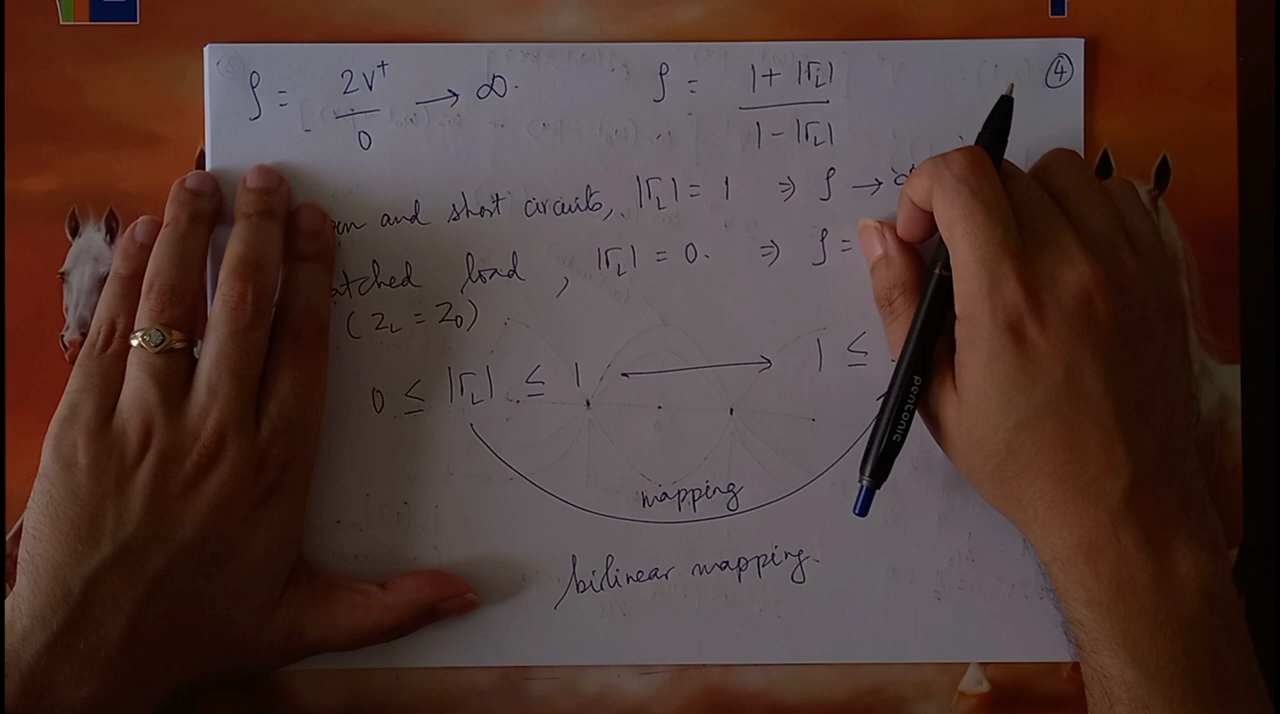 ρ = 2V⁺ / 0 → ∞. ρ = 1 + |Γ_L| / 1 - |Γ_L| ④
and short circuits, |Γ_L| = 1 ⇒ ρ →
load, |Γ_L| = 0. ⇒ ρ =
(Z_L = Z_0)
0 ≤ |Γ_L| ≤ 1 → 1 ≤
mapping
bilinear mapping.
pentonic